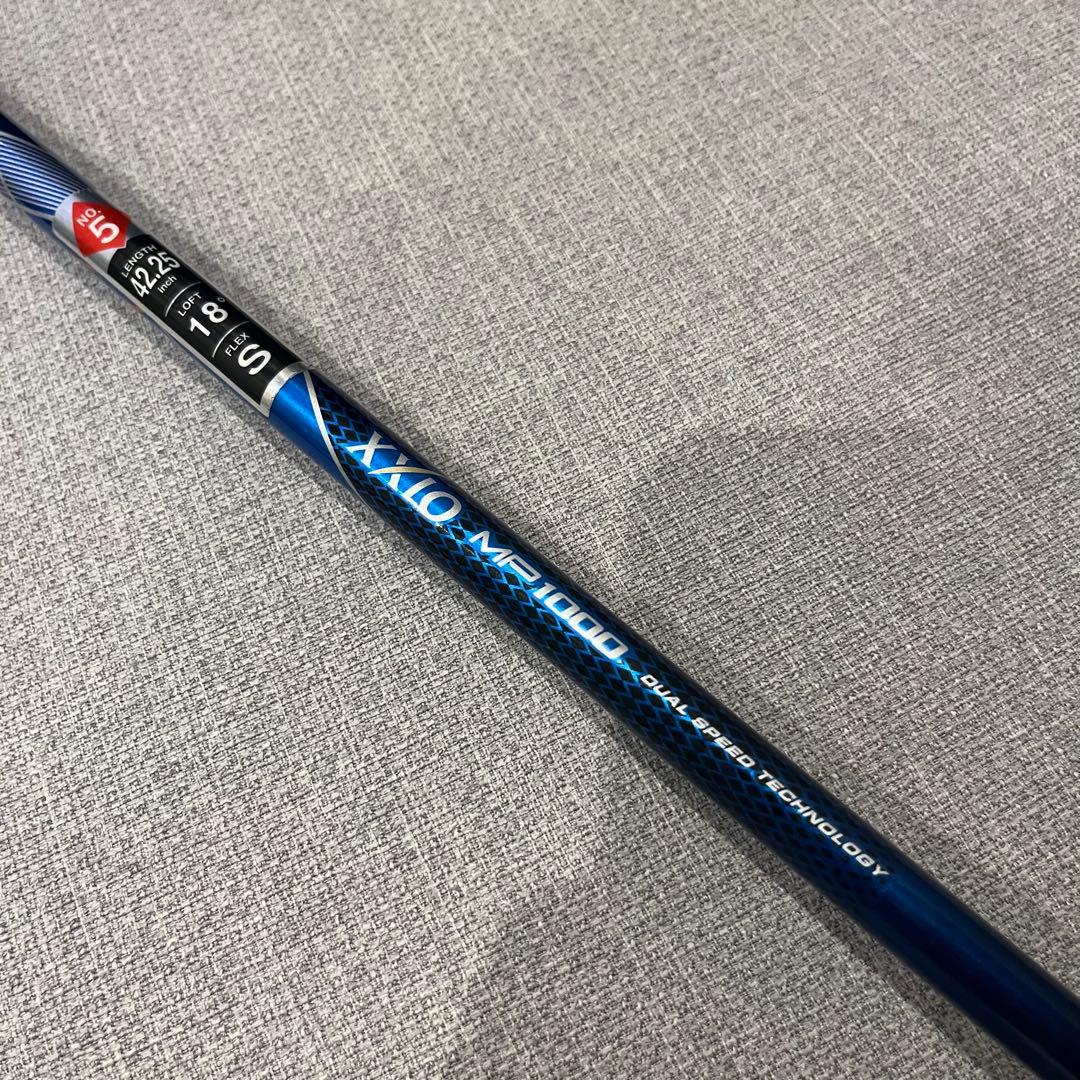 NO.
5
LENGTH
42.25
inch
LOFT
18°
FLEX
S
XXIO MP1000 DUAL SPEED TECHNOLOGY